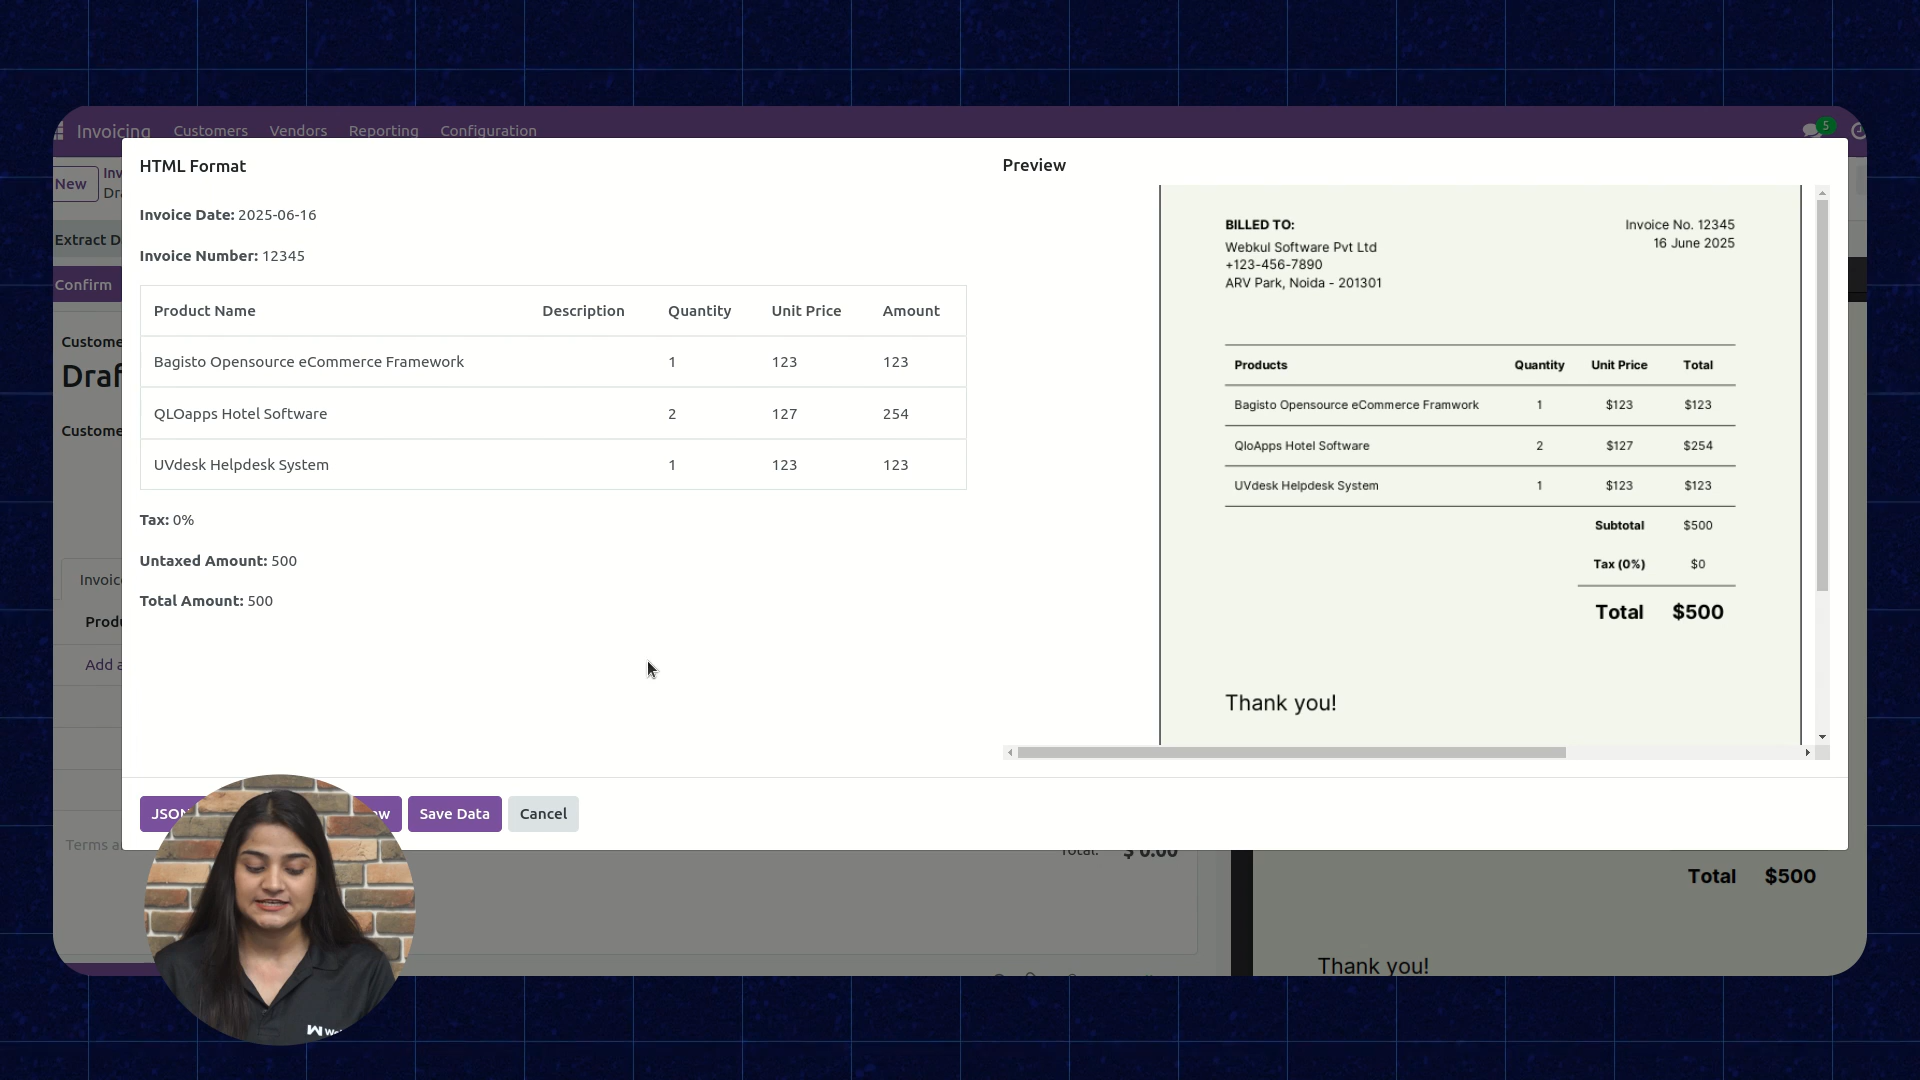 Invoicing Customers Vendors Reporting Configuration 5
New
Extract D
Confirm
Custome
Draf
Custome
Invoic
Produ
Add a
Terms a
HTML Format
Invoice Date: 2025-06-16
Invoice Number: 12345
Product Name Description Quantity Unit Price Amount
Bagisto Opensource eCommerce Framework 1 123 123
QLOapps Hotel Software 2 127 254
UVdesk Helpdesk System 1 123 123
Tax: 0%
Untaxed Amount: 500
Total Amount: 500
Preview
BILLED TO:
Webkul Software Pvt Ltd
+123-456-7890
ARV Park, Noida - 201301
Invoice No. 12345
16 June 2025
Products Quantity Unit Price Total
Bagisto Opensource eCommerce Framwork 1 $123 $123
QloApps Hotel Software 2 $127 $254
UVdesk Helpdesk System 1 $123 $123
Subtotal $500
Tax (0%) $0
Total $500
Thank you!
JSON Save Data Cancel
Total: $ 0.00
Total $500
Thank you!